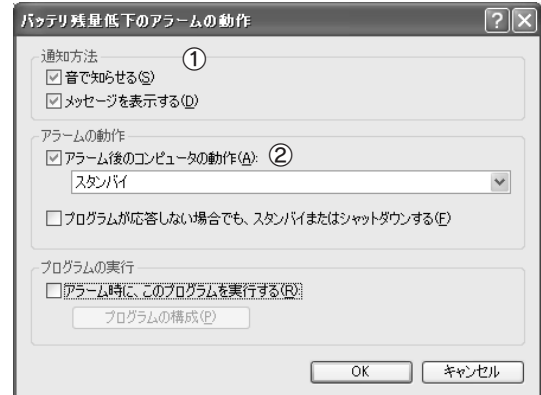 バッテリ残量低下のアラームの動作
通知方法 ①
音で知らせる(S)
メッセージを表示する(D)
アラームの動作
アラーム後のコンピュータの動作(A): ②
スタンバイ
プログラムが応答しない場合でも、スタンバイまたはシャットダウンする(F)
プログラムの実行
アラーム時に、このプログラムを実行する(R):
プログラムの構成(P)
OK キャンセル